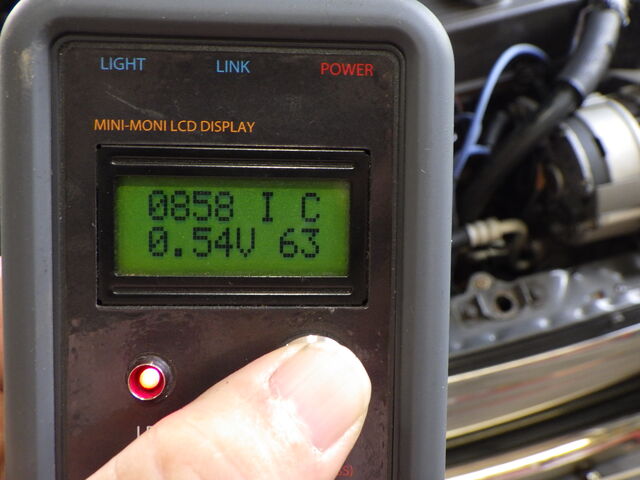 LIGHT LINK POWER
MINI-MONI LCD DISPLAY
0858 I C
0.54V 63